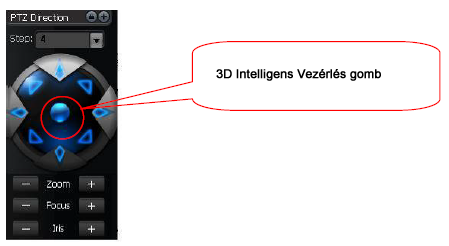 PTZ Direction
Step: 4
3D Intelligens Vezérlés gomb
− Zoom +
− Focus +
− Iris +